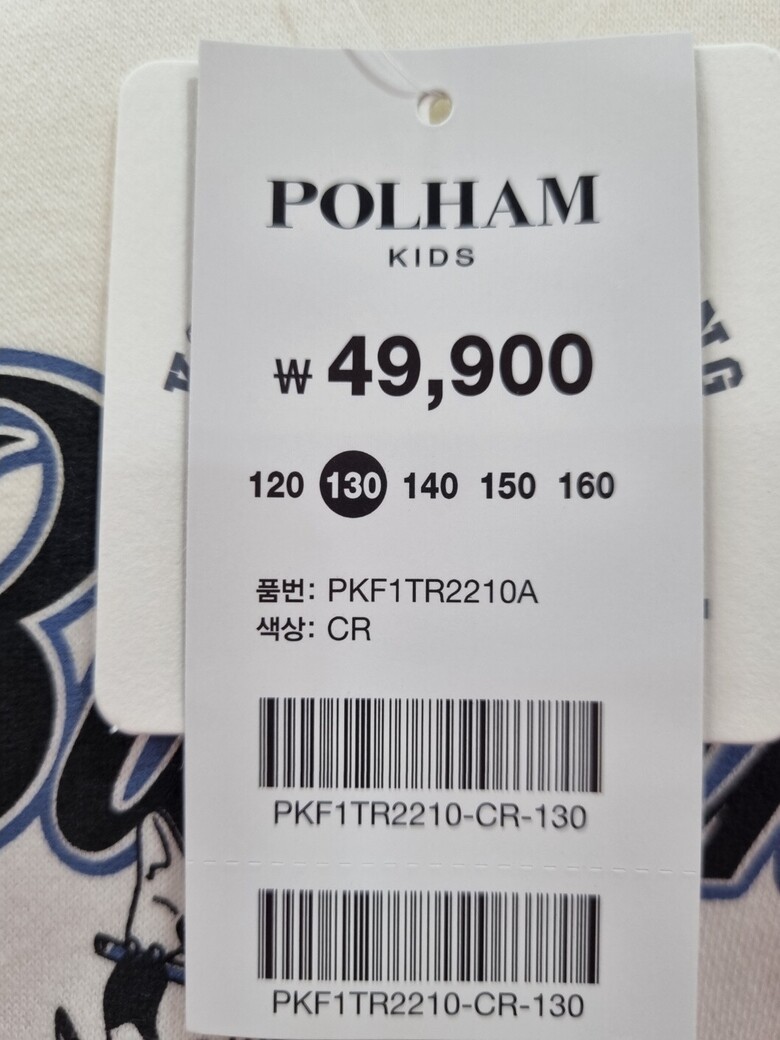 POLHAM
KIDS
₩ 49,900
120 130 140 150 160
품번: PKF1TR2210A
색상: CR
PKF1TR2210-CR-130
PKF1TR2210-CR-130